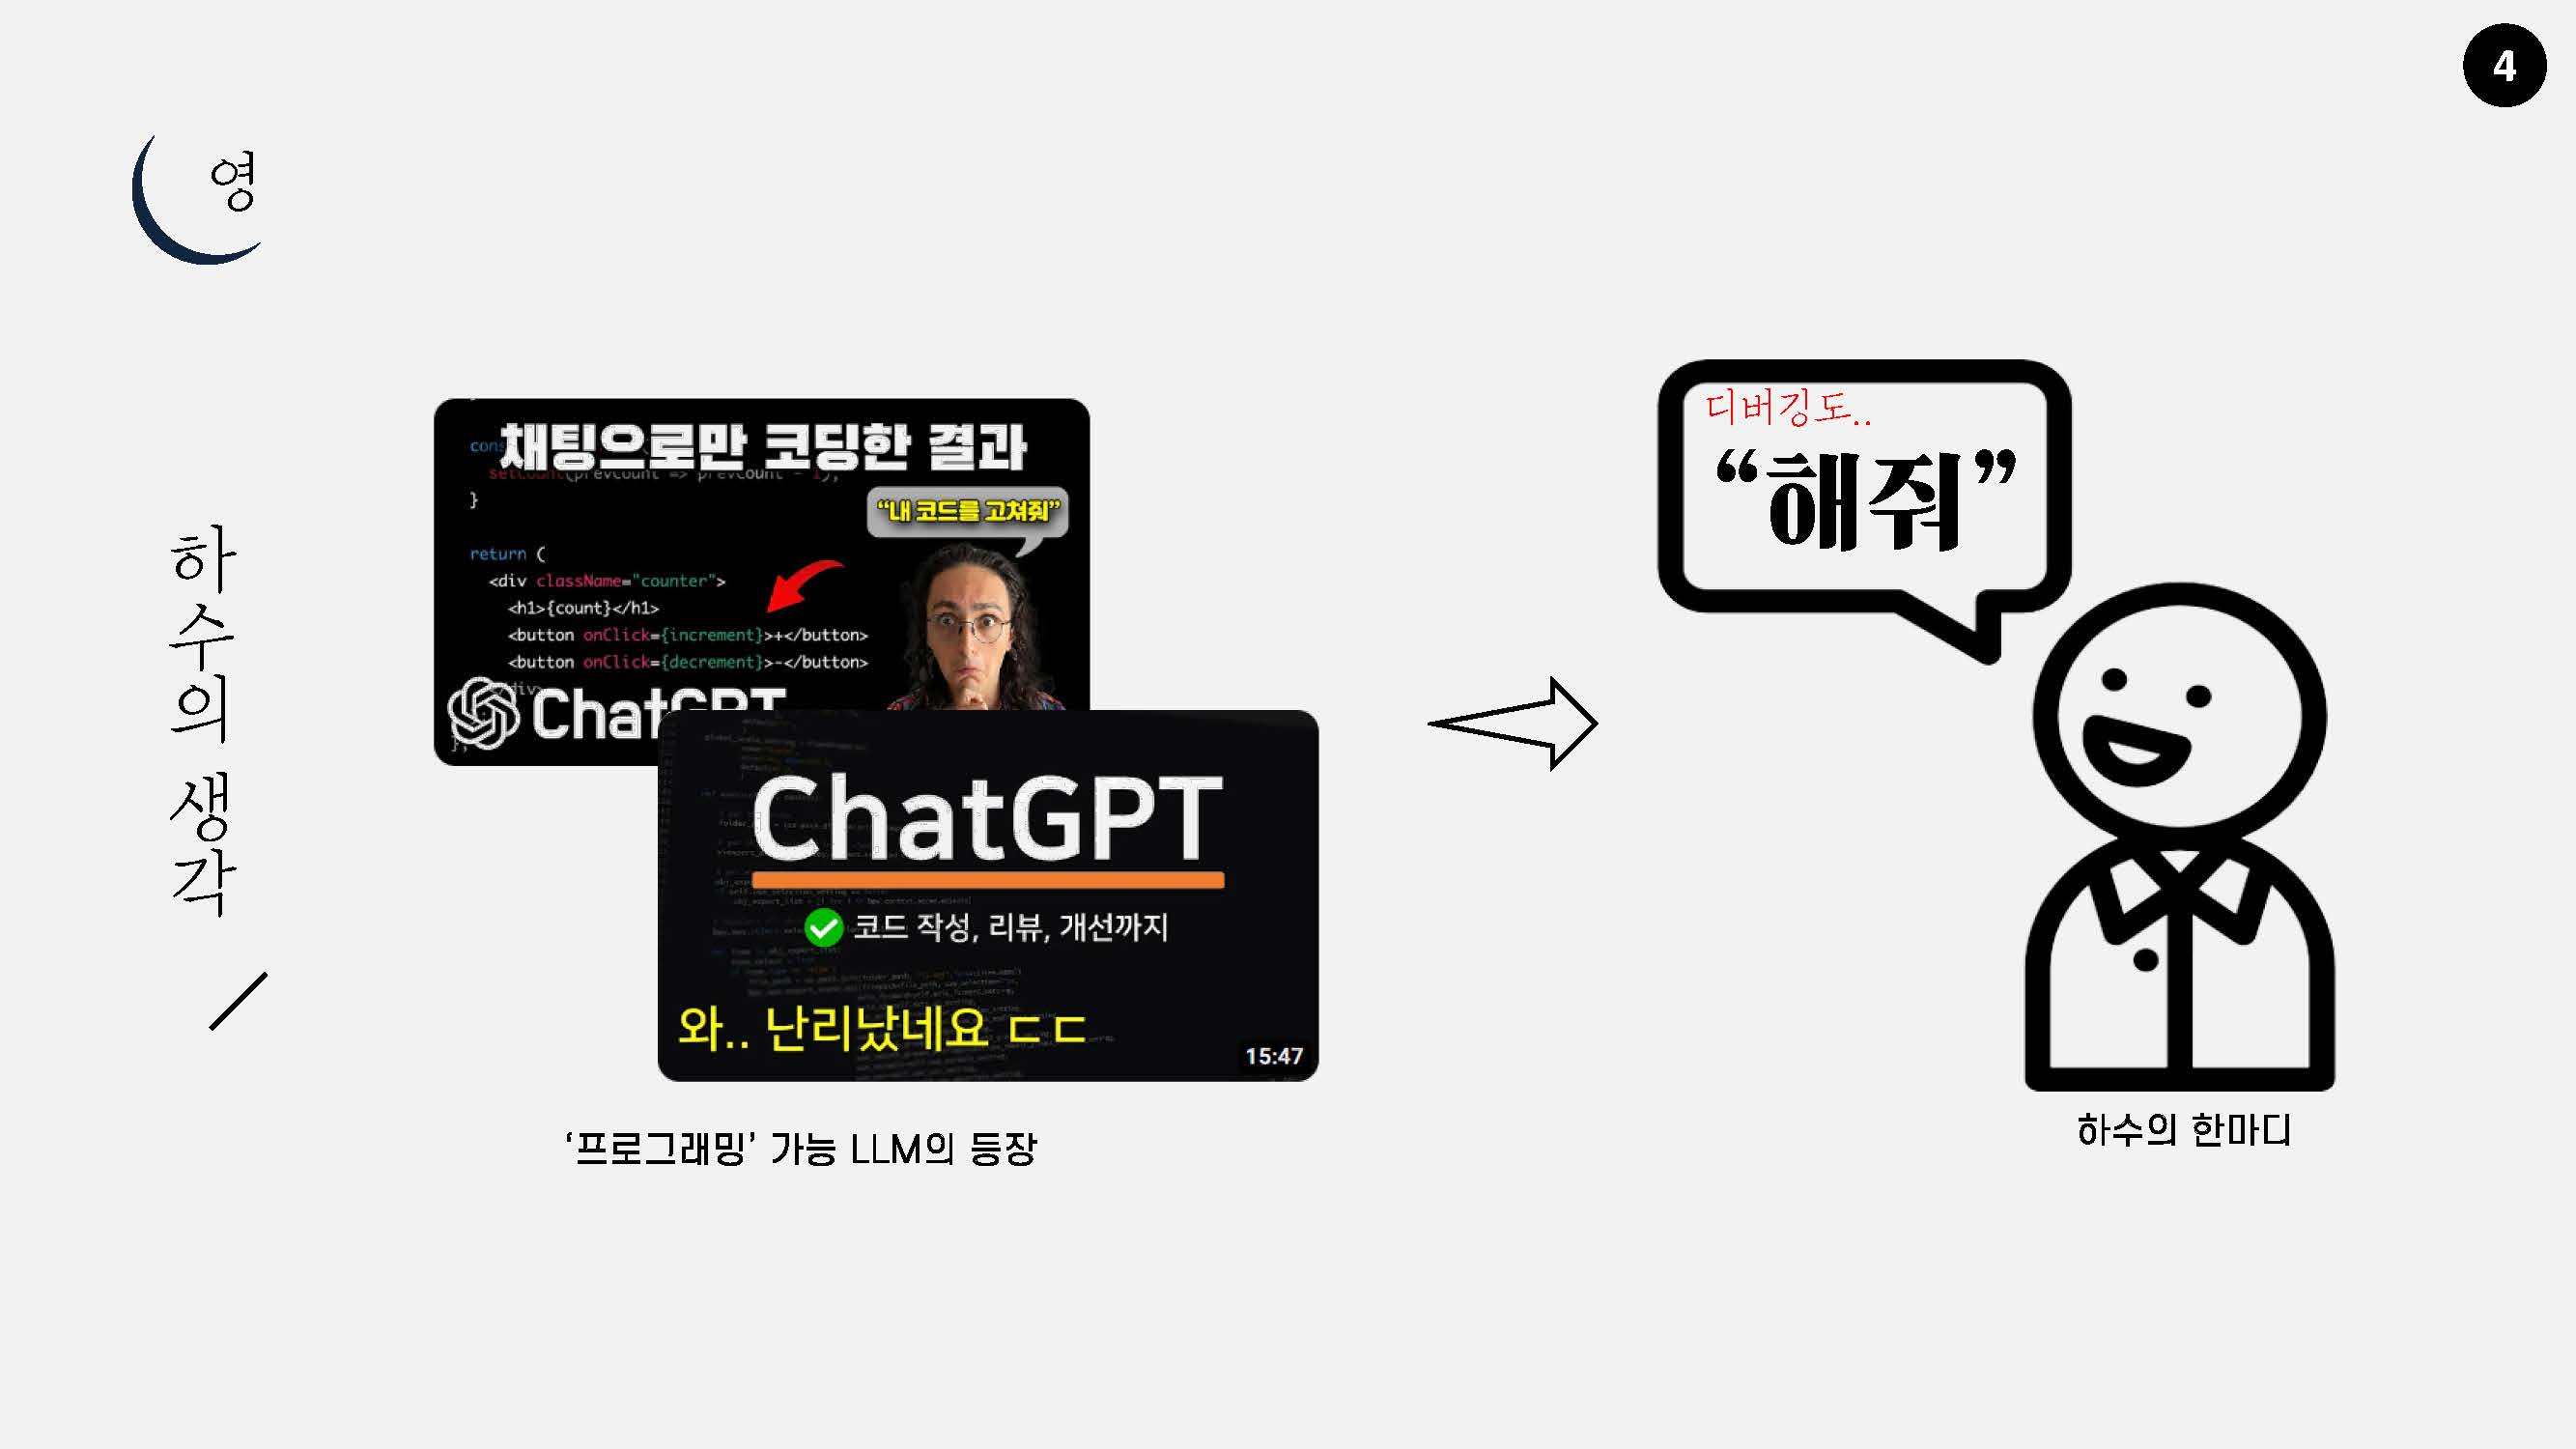 4
영
하수의 생각
채팅으로만 코딩한 결과
“내 코드를 고쳐줘”
}
return (
<div className="counter">
<h1>{count}</h1>
<button onClick={increment}>+</button>
<button onClick={decrement}>-</button>
ChatGPT
ChatGPT
코드 작성, 리뷰, 개선까지
와.. 난리났네요 ㄷㄷ
15:47
‘프로그래밍’ 가능 LLM의 등장
디버깅도..
“해줘”
하수의 한마디